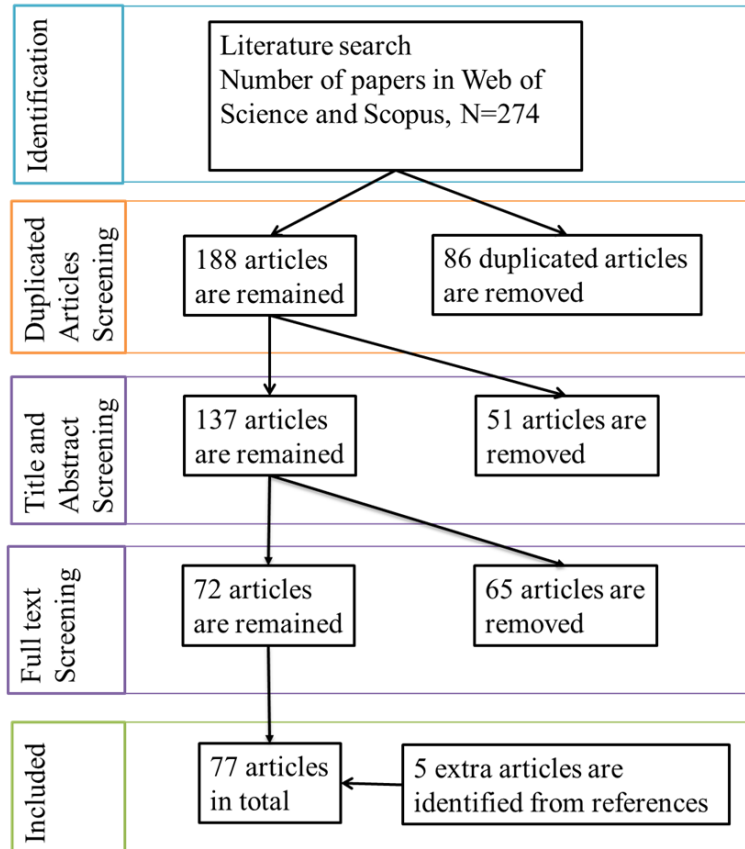 Identification
Literature search
Number of papers in Web of
Science and Scopus, N=274
Duplicated
Articles
Screening
188 articles
are remained
86 duplicated articles
are removed
Title and
Abstract
Screening
137 articles
are remained
51 articles are
removed
Full text
Screening
72 articles
are remained
65 articles are
removed
Included
77 articles
in total
5 extra articles are
identified from references